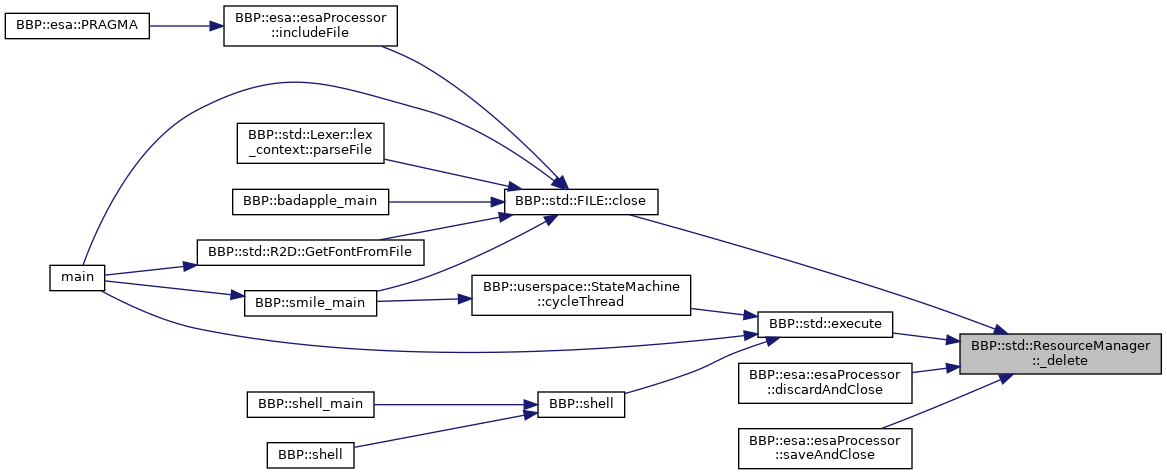 BBP::esa::PRAGMA
BBP::esa::esaProcessor
::includeFile
BBP::std::Lexer::lex
_context::parseFile
BBP::badapple_main
BBP::std::FILE::close
BBP::std::R2D::GetFontFromFile
main
BBP::smile_main
BBP::userspace::StateMachine
::cycleThread
BBP::std::execute
BBP::std::ResourceManager
::_delete
BBP::esa::esaProcessor
::discardAndClose
BBP::shell_main
BBP::shell
BBP::shell
BBP::esa::esaProcessor
::saveAndClose